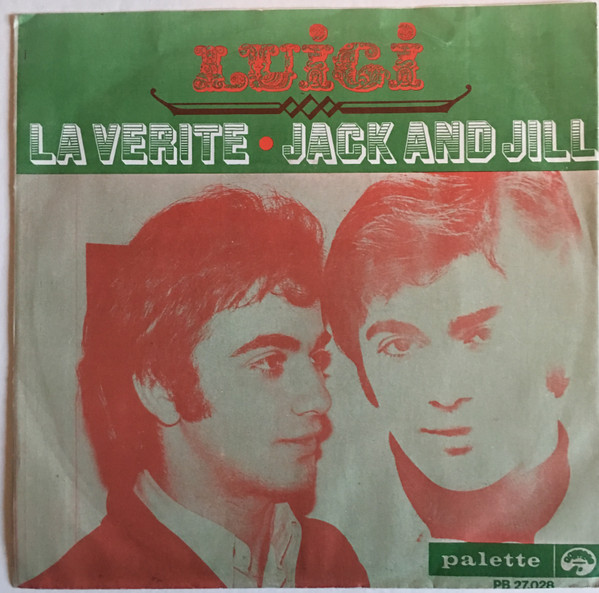 LUiGi
LA VERITE • JACK AND JILL
palette
PB 27.028